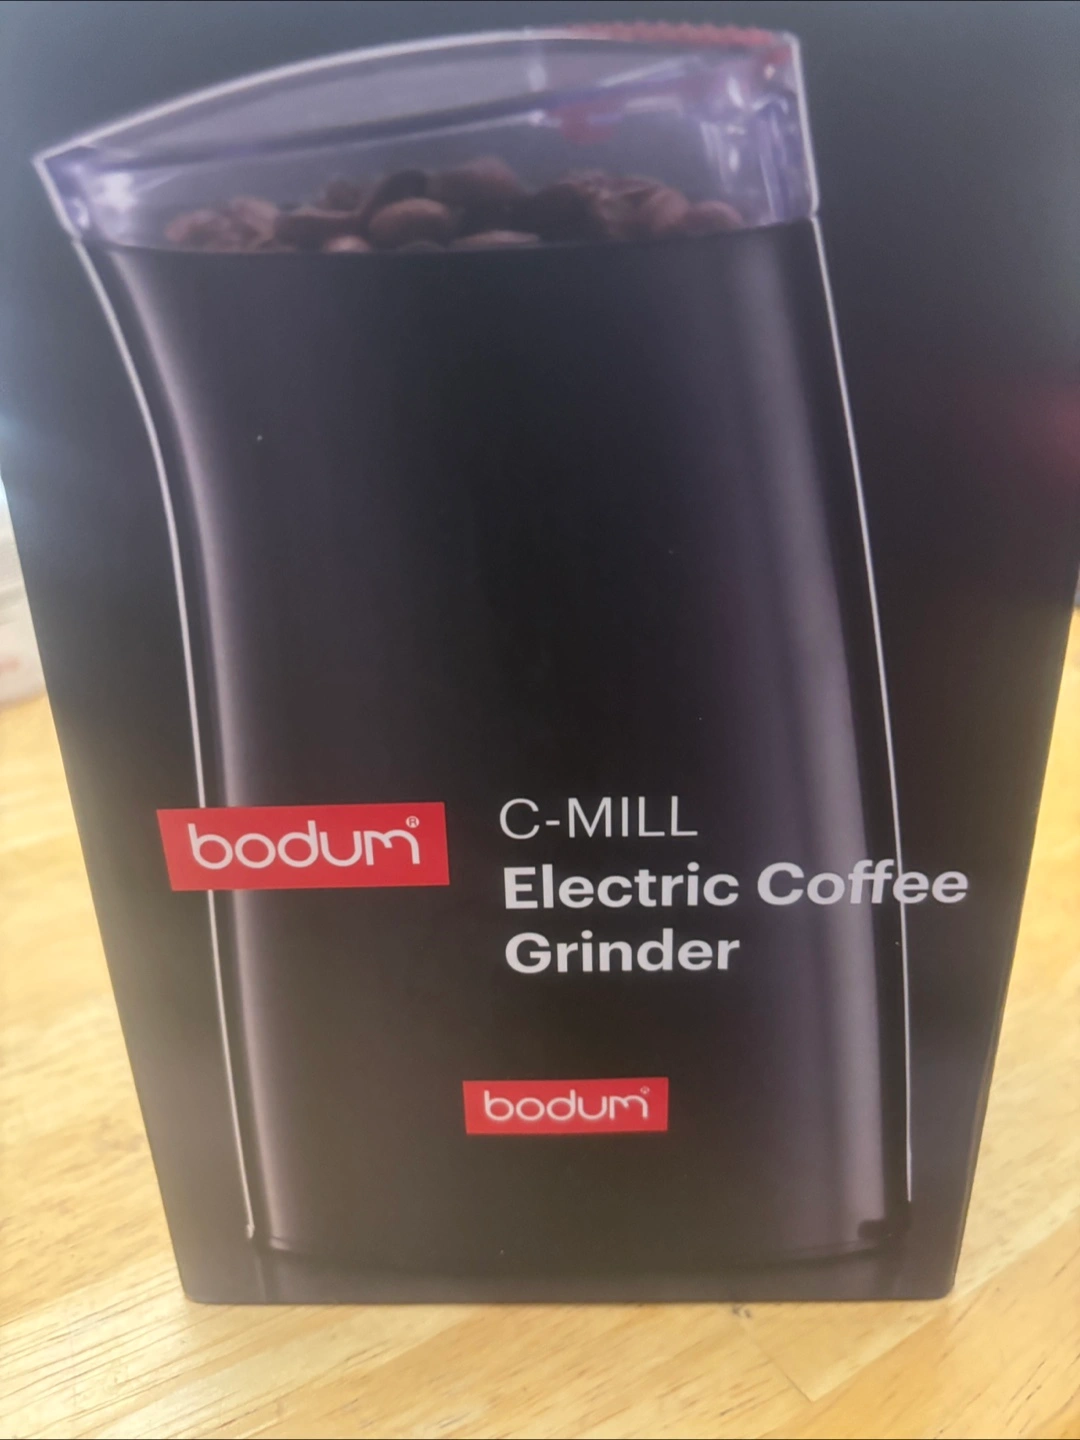 bodum®
C-MILL
Electric Coffee
Grinder
bodum®